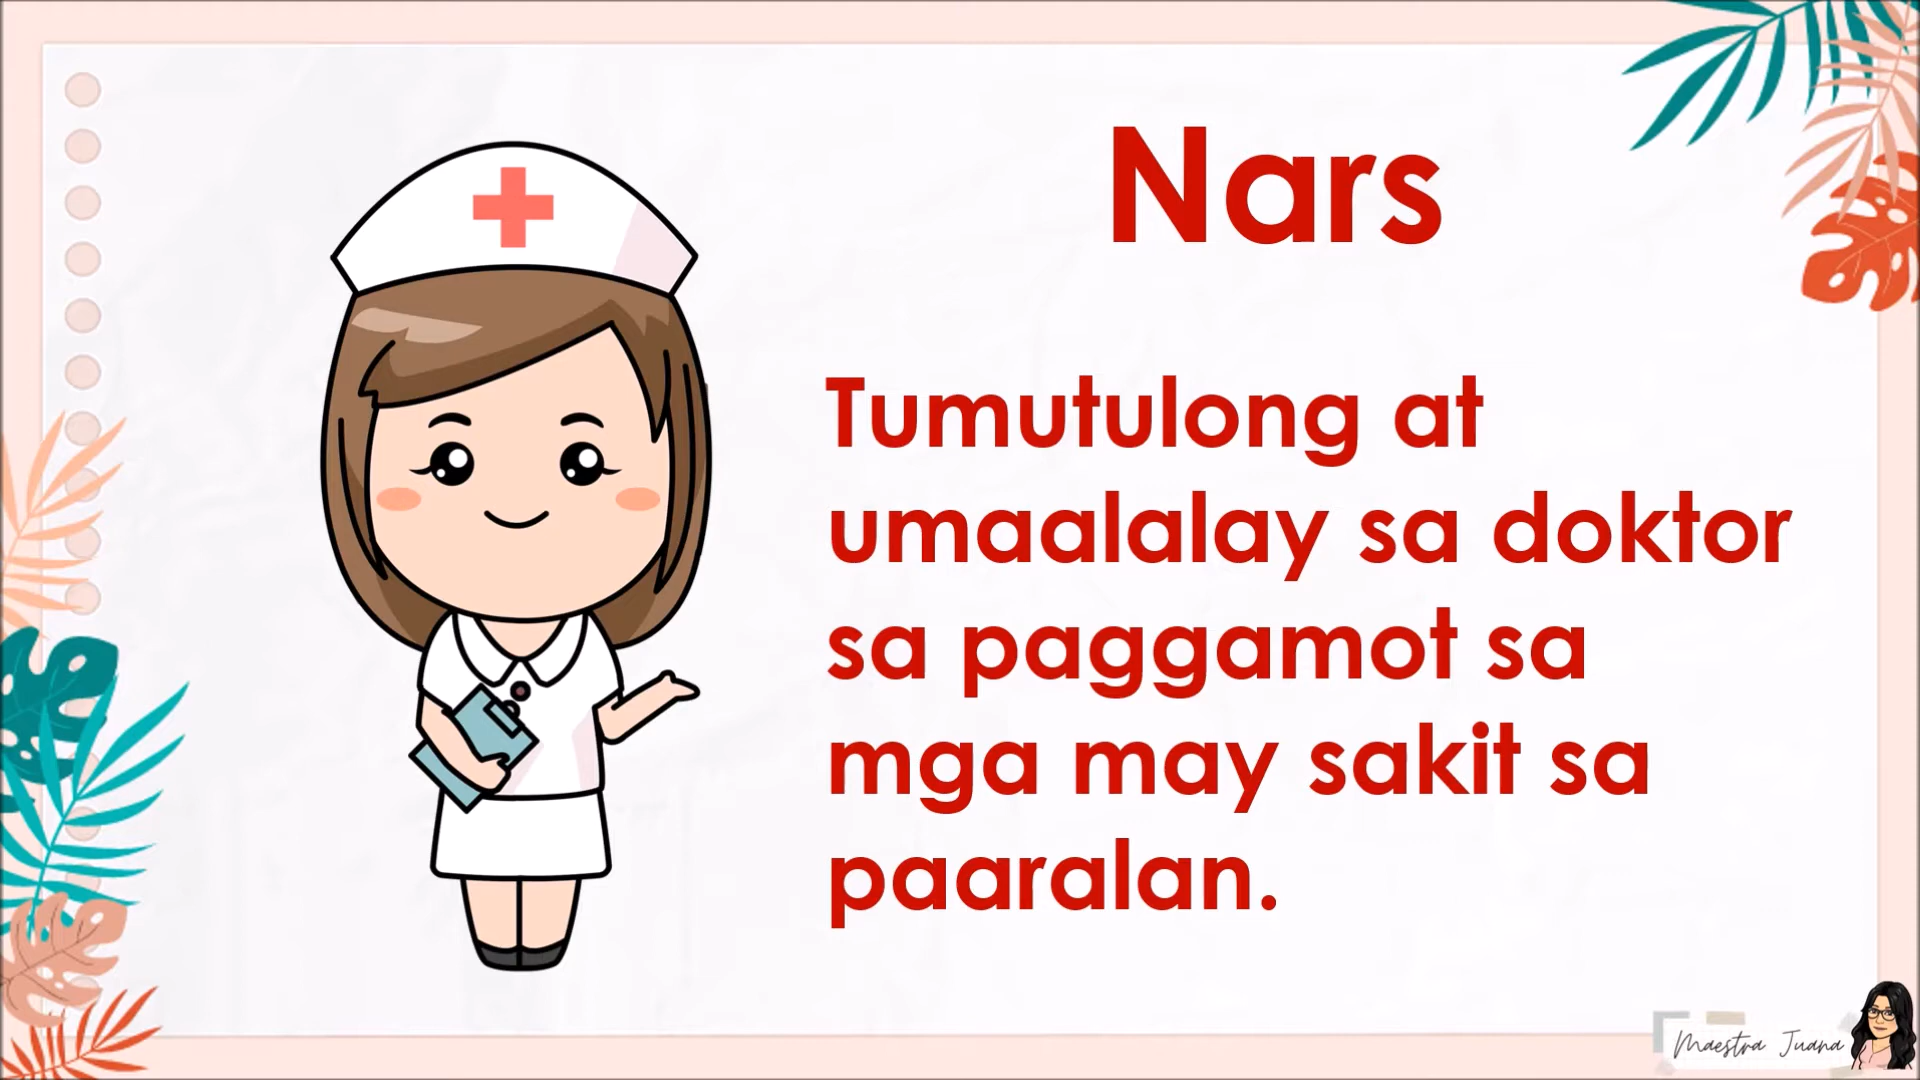 Nars
Tumutulong at
umaalalay sa doktor
sa paggamot sa
mga may sakit sa
paaralan.
Maestra Juana